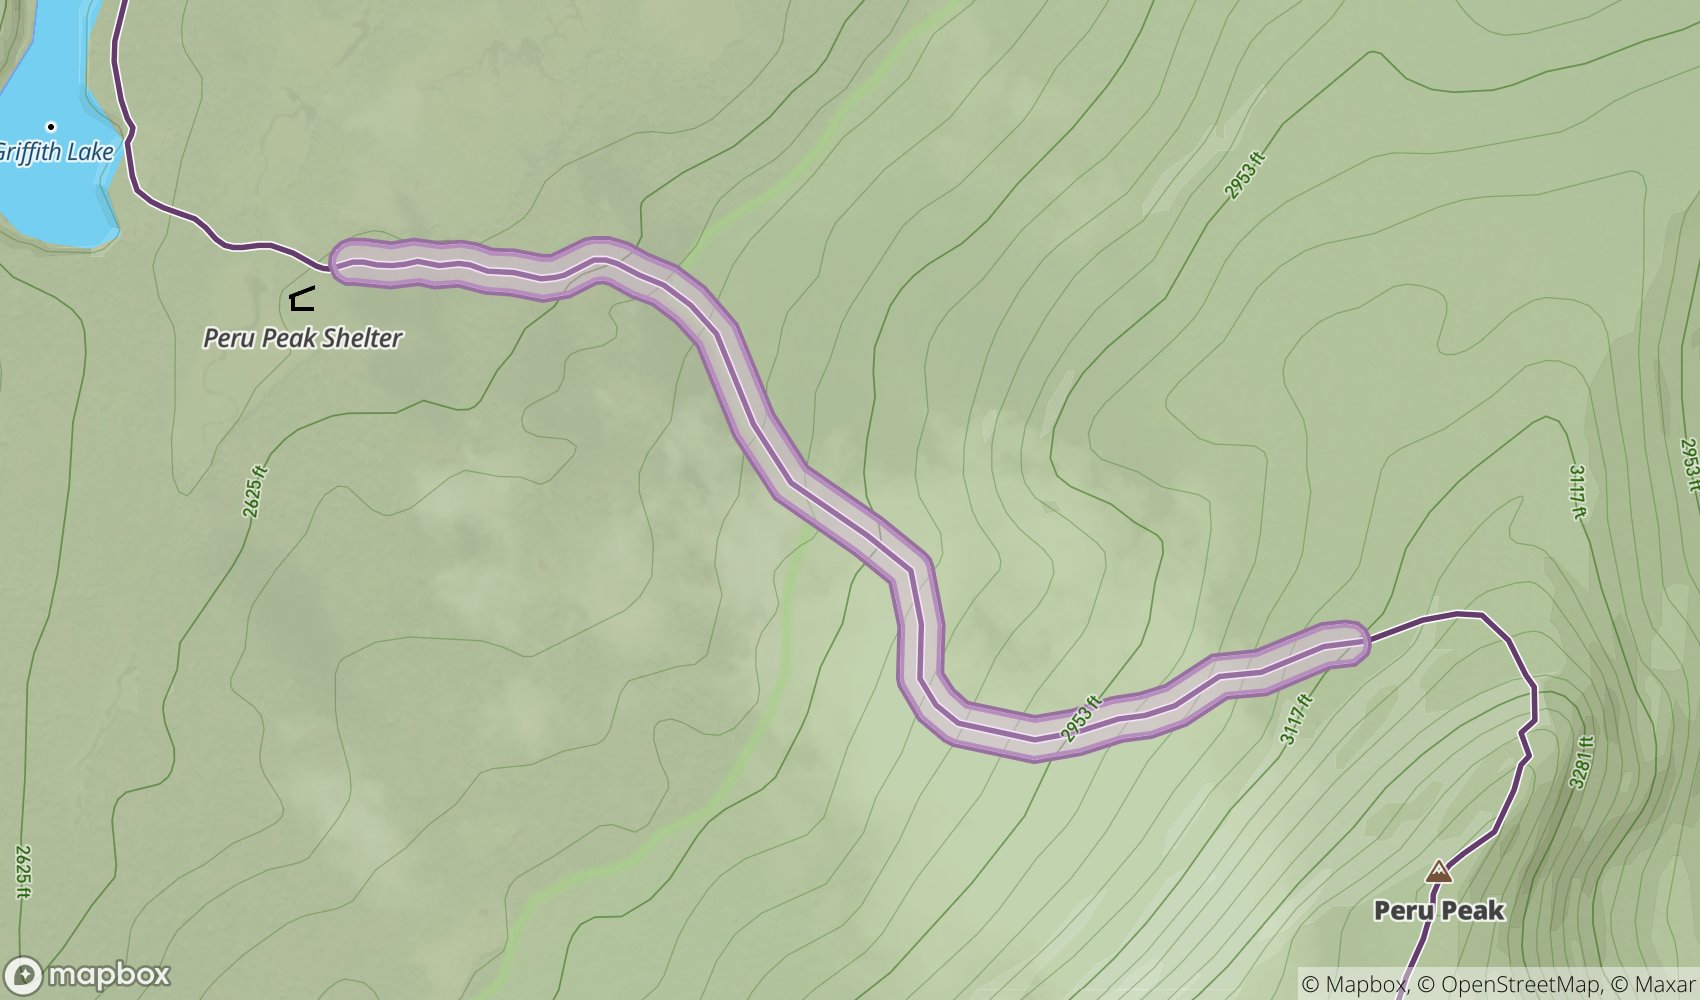 2953 ft
Griffith Lake
Peru Peak Shelter
2625 ft
3117 ft
2953 ft
2953 ft
3117 ft
3281 ft
2625 ft
Peru Peak
mapbox
© Mapbox, © OpenStreetMap, © Maxar